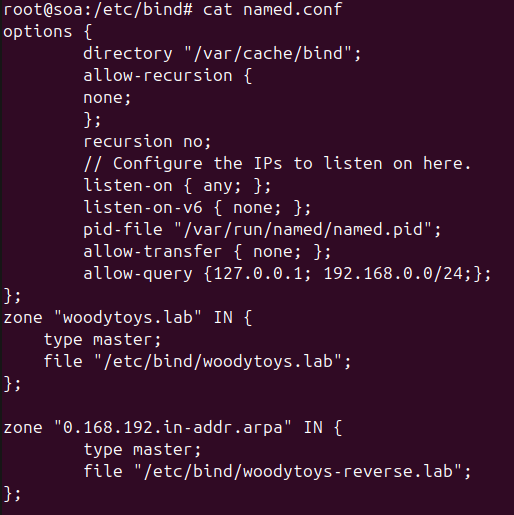 root@soa:/etc/bind# cat named.conf
options {
        directory "/var/cache/bind";
        allow-recursion {
        none;
        };
        recursion no;
        // Configure the IPs to listen on here.
        listen-on { any; };
        listen-on-v6 { none; };
        pid-file "/var/run/named/named.pid";
        allow-transfer { none; };
        allow-query {127.0.0.1; 192.168.0.0/24;};
};
zone "woodytoys.lab" IN {
    type master;
    file "/etc/bind/woodytoys.lab";
};

zone "0.168.192.in-addr.arpa" IN {
        type master;
        file "/etc/bind/woodytoys-reverse.lab";
};